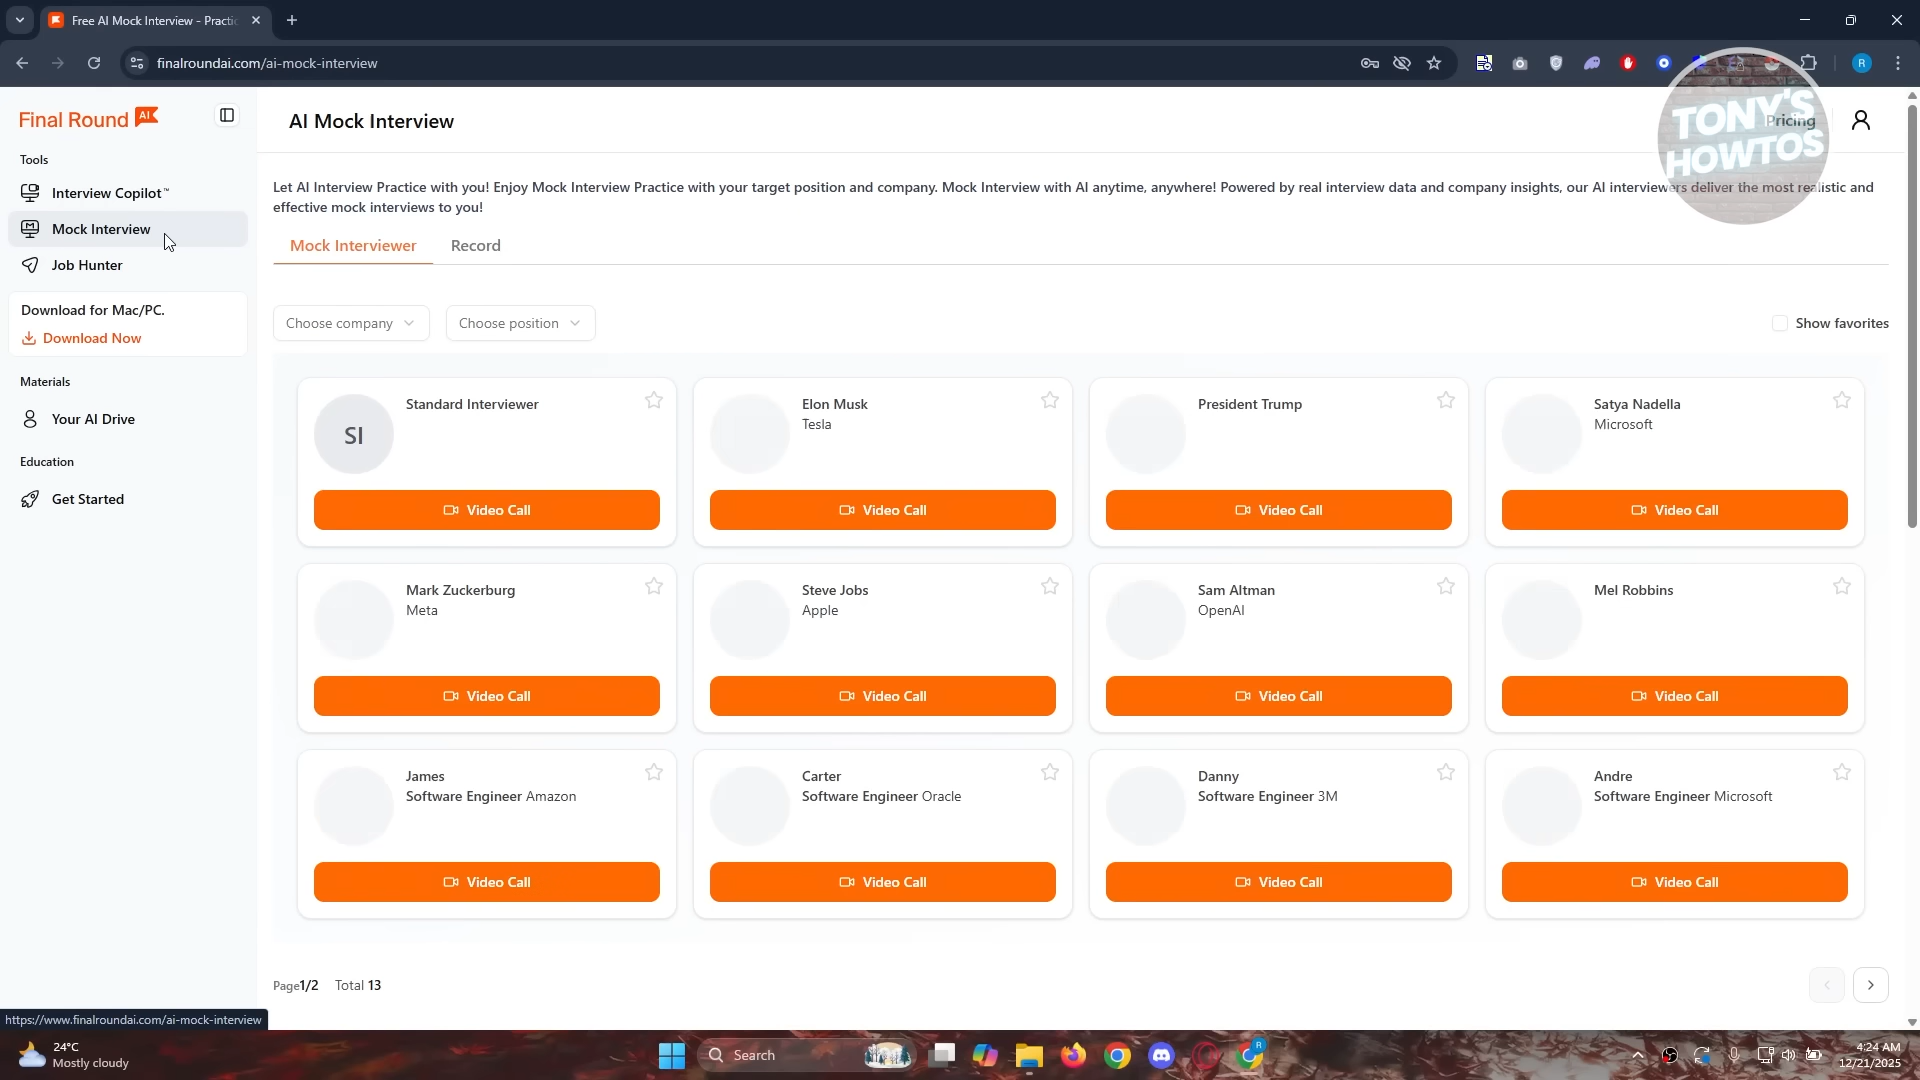 Free AI Mock Interview - Practic
finalroundai.com/ai-mock-interview
R
TONY'S
HOWTOS
Final Round AI
Tools
Interview Copilot™
Mock Interview
Job Hunter
Download for Mac/PC.
Download Now
Materials
Your AI Drive
Education
Get Started
AI Mock Interview
Pricing
Let AI Interview Practice with you! Enjoy Mock Interview Practice with your target position and company. Mock Interview with AI anytime, anywhere! Powered by real interview data and company insights, our AI interviewers deliver the most realistic and
effective mock interviews to you!
Mock Interviewer Record
Choose company Choose position Show favorites
SI
Standard Interviewer
Video Call
Elon Musk
Tesla
Video Call
President Trump
Video Call
Satya Nadella
Microsoft
Video Call
Mark Zuckerburg
Meta
Video Call
Steve Jobs
Apple
Video Call
Sam Altman
OpenAI
Video Call
Mel Robbins
Video Call
James
Software Engineer Amazon
Video Call
Carter
Software Engineer Oracle
Video Call
Danny
Software Engineer 3M
Video Call
Andre
Software Engineer Microsoft
Video Call
Page1/2 Total 13
https://www.finalroundai.com/ai-mock-interview
24°C
Mostly cloudy
Search
R
4:24 AM
12/21/2025